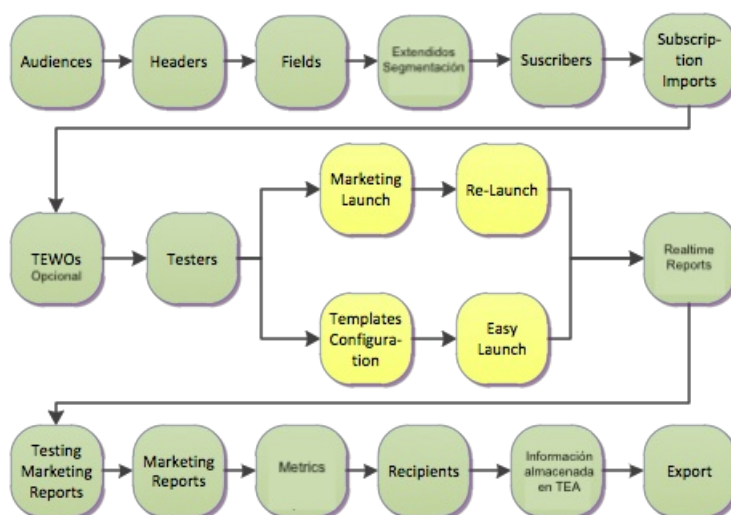 Audiences
Headers
Fields
Extendidos
Segmentación
Suscribers
Subscrip-
tion
Imports
TEWOs
Opcional
Testers
Marketing
Launch
Re-Launch
Templates
Configura-
tion
Easy
Launch
Realtime
Reports
Testing
Marketing
Reports
Marketing
Reports
Metrics
Recipients
Información
almacenada
en TEA
Export